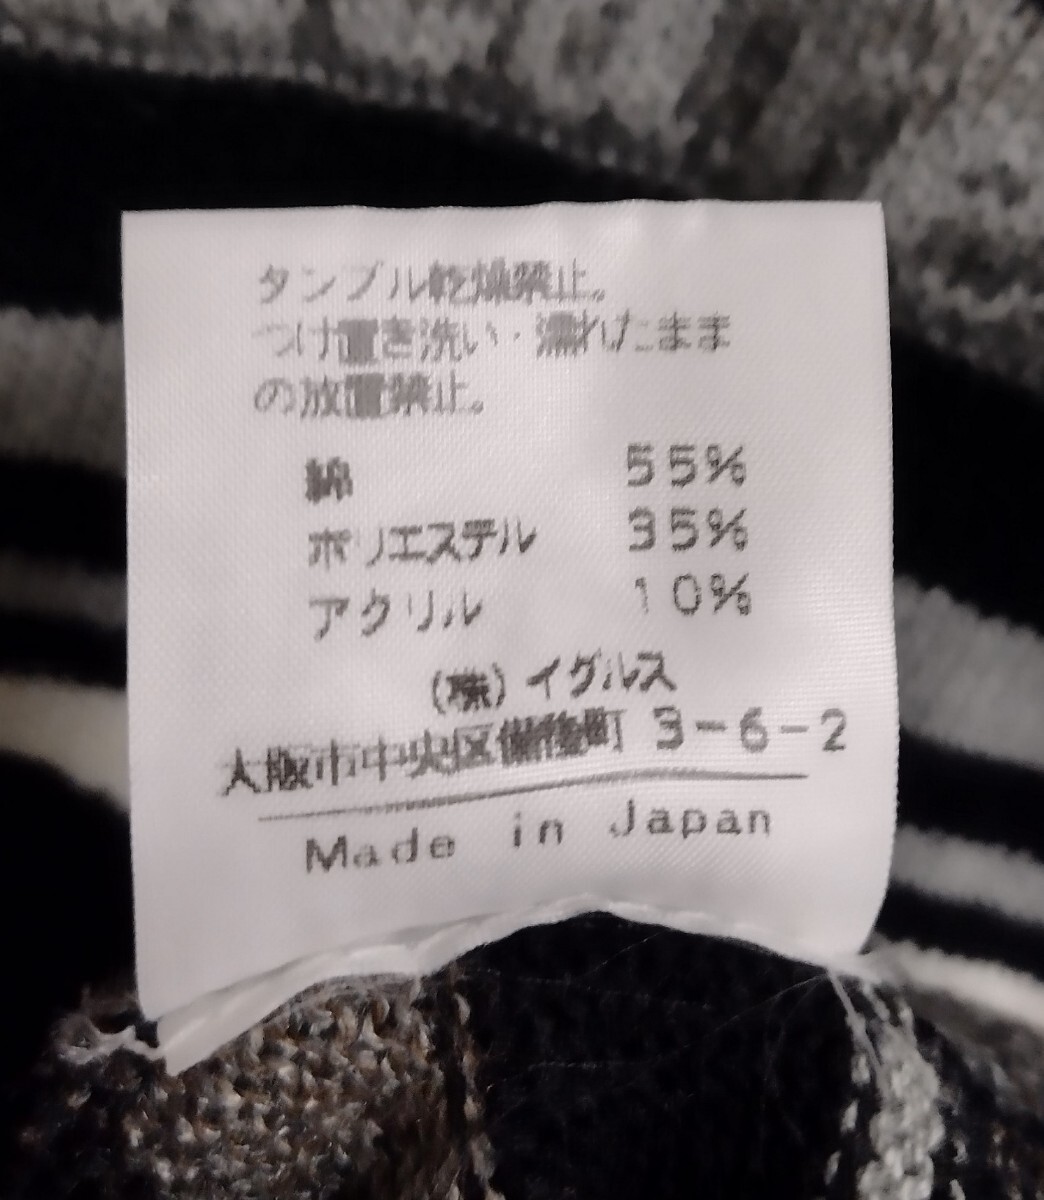 タンブル乾燥禁止。
つけ置き洗い・濡れたまま
の放置禁止。
綿 55%
ポリエステル 35%
アクリル 10%
(株)イグルス
大阪市中央区備後町 3-6-2
Made in Japan